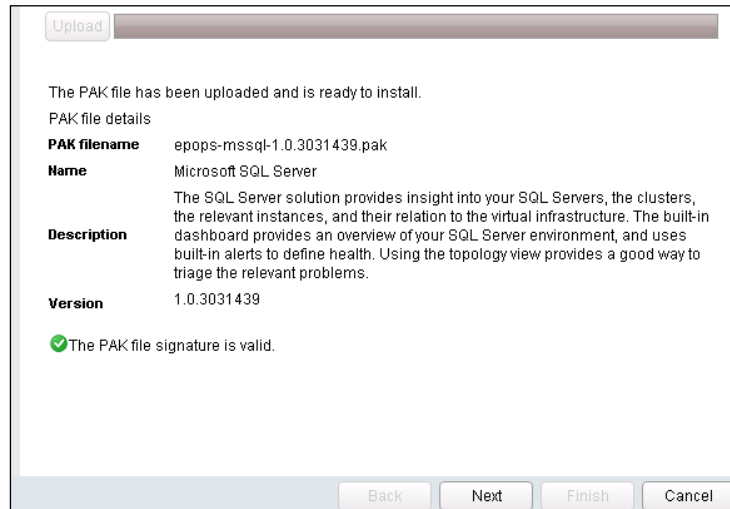 Upload
The PAK file has been uploaded and is ready to install.
PAK file details
PAK filename epops-mssql-1.0.3031439.pak
Name Microsoft SQL Server
The SQL Server solution provides insight into your SQL Servers, the clusters,
the relevant instances, and their relation to the virtual infrastructure. The built-in
Description dashboard provides an overview of your SQL Server environment, and uses
built-in alerts to define health. Using the topology view provides a good way to
triage the relevant problems.
Version 1.0.3031439
The PAK file signature is valid.
Back Next Finish Cancel